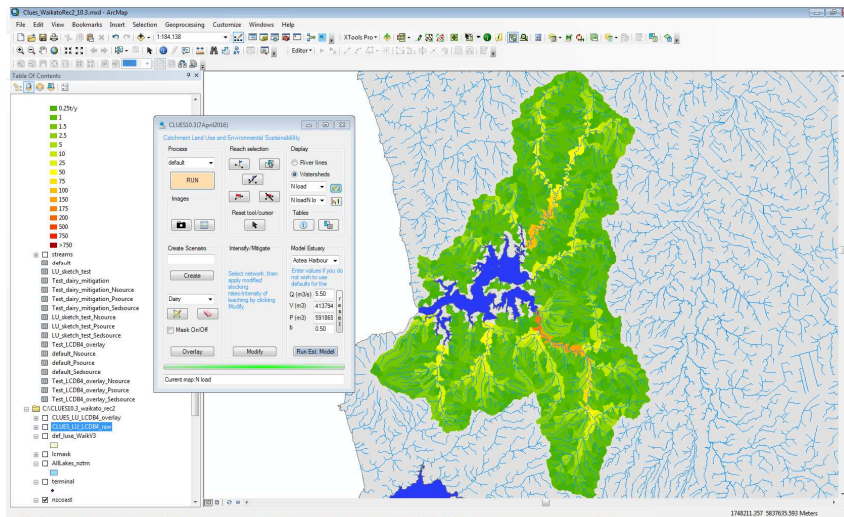 Clues_WaikatoRec2_10.3.mxd - ArcMap
File Edit View Bookmarks Insert Selection Geoprocessing Customize Windows Help
1:184,138
XTools Pro
Editor
Table Of Contents
0.25t/y
1
1.5
2.5
5
10
25
50
75
100
150
175
200
500
750
>750
streams
default
LU_sketch_test
Test_dairy_mitigation
Test_dairy_mitigation_Nsource
Test_dairy_mitigation_Psource
Test_dairy_mitigation_Sedsource
LU_sketch_test_Nsource
LU_sketch_test_Psource
LU_sketch_test_Sedsource
Test_LCDB4_overlay
default_Nsource
default_Psource
default_Sedsource
Test_LCDB4_overlay_Nsource
Test_LCDB4_overlay_Psource
Test_LCDB4_overlay_Sedsource
C:\CLUES10.3_waikato_rec2
CLUES_LU_LCDB4_overlay
CLUES_LU_LCDB4_raw
def_luse_WaikV3
lcmask
AllLakes_nztm
terminal
nzcoast
CLUES10.3(7April2016)
Catchment Land Use and Environmental Sustainability
Process Reach selection Display
default
River lines
Watersheds
RUN
N load
Images
NloadN lo
Reset tool/cursor Tables
Create Scenario Intensify/Mitigate Model Estuary
Aotea Harbour
Create
Select network, then
apply modified
stocking
rates/intensity of
leaching by clicking
Modify.
Enter values if you do
not wish to use
defaults for the
Dairy
Q (m3/s) 5.50
V (m3) 413794
P (m3) 591869
b 0.50
reset
Mask On/Off
Overlay Modify Run Est. Model
Current map:N load
1748211.357 5837635.593 Meters